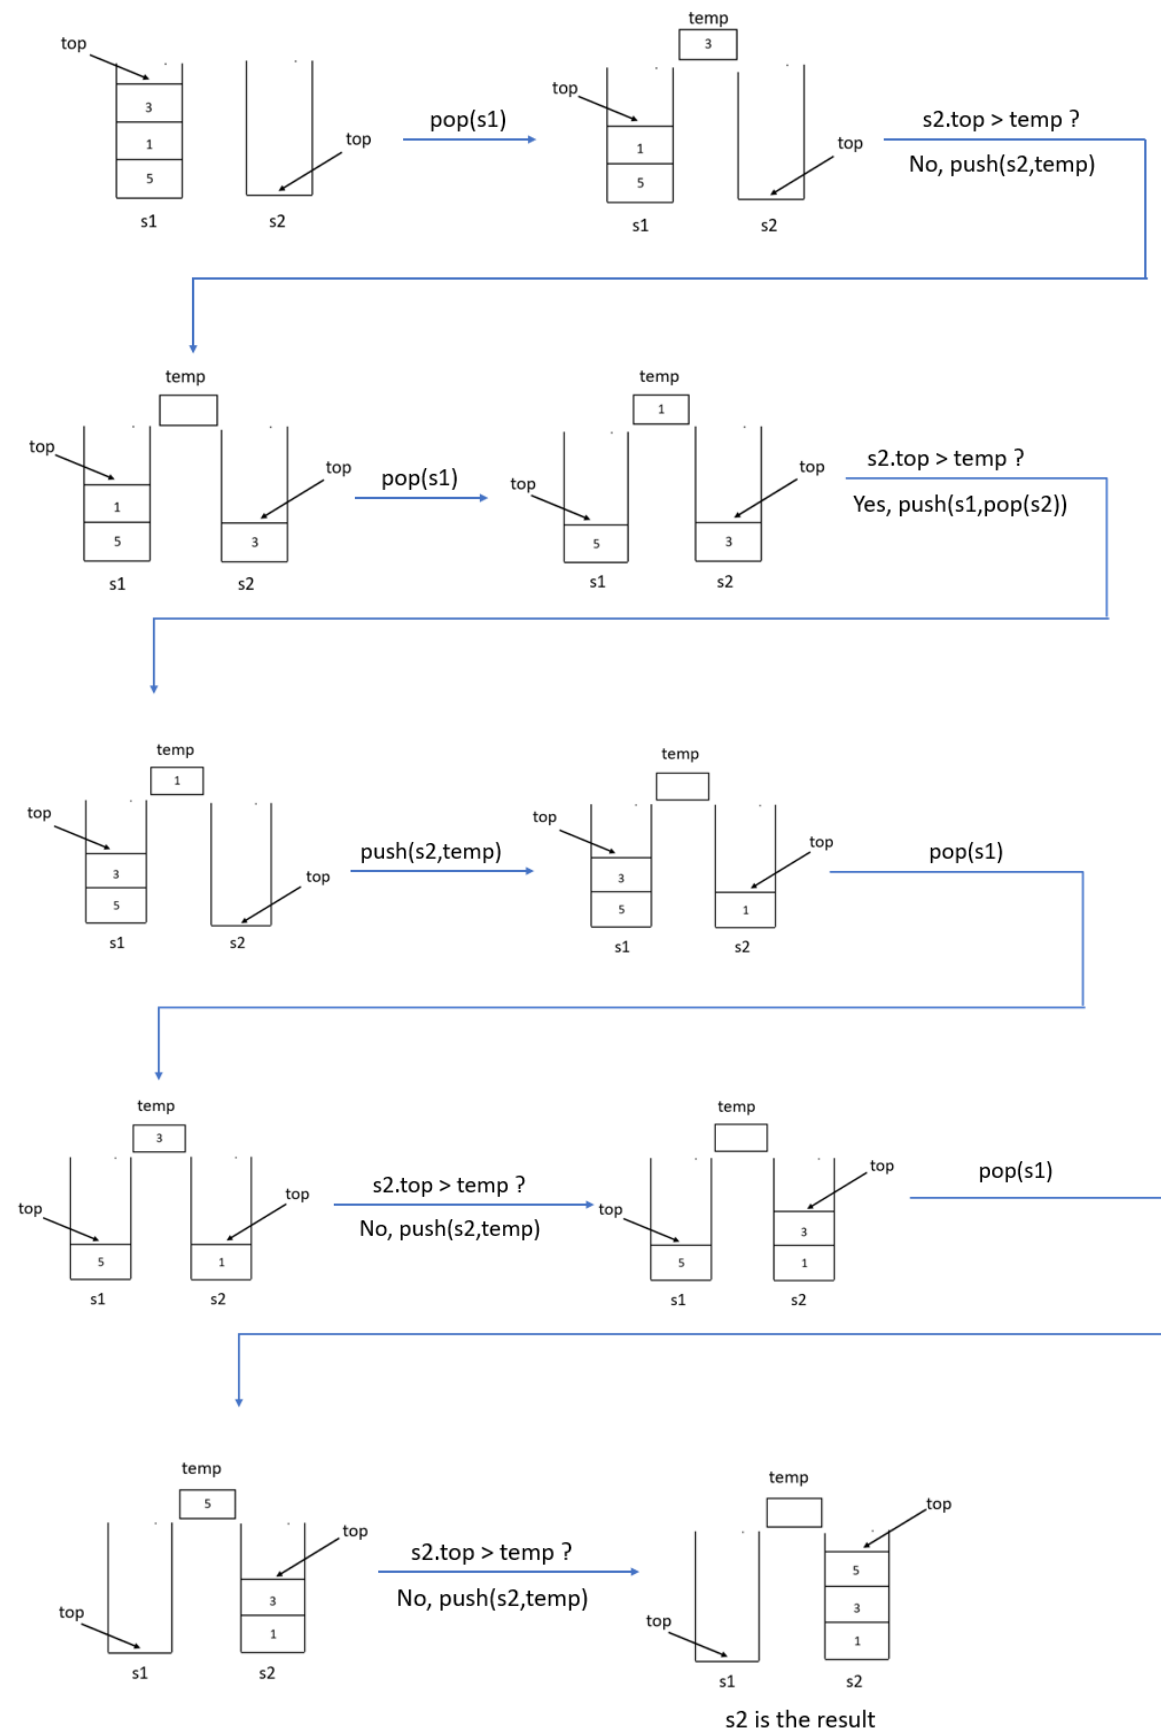 temp
3
top
3
1
5
s1
top
s2
pop(s1)
top
1
5
s1
top
s2
s2.top > temp ?
No, push(s2,temp)
temp
top
1
5
s1
top
3
s2
pop(s1)
temp
1
top
5
s1
top
3
s2
s2.top > temp ?
Yes, push(s1,pop(s2))
temp
1
top
3
5
s1
top
s2
push(s2,temp)
temp
top
3
5
s1
top
1
s2
pop(s1)
temp
3
top
5
s1
top
1
s2
s2.top > temp ?
No, push(s2,temp)
temp
top
5
s1
top
3
1
s2
pop(s1)
temp
5
top
s1
top
3
1
s2
s2.top > temp ?
No, push(s2,temp)
temp
top
s1
top
5
3
1
s2
s2 is the result